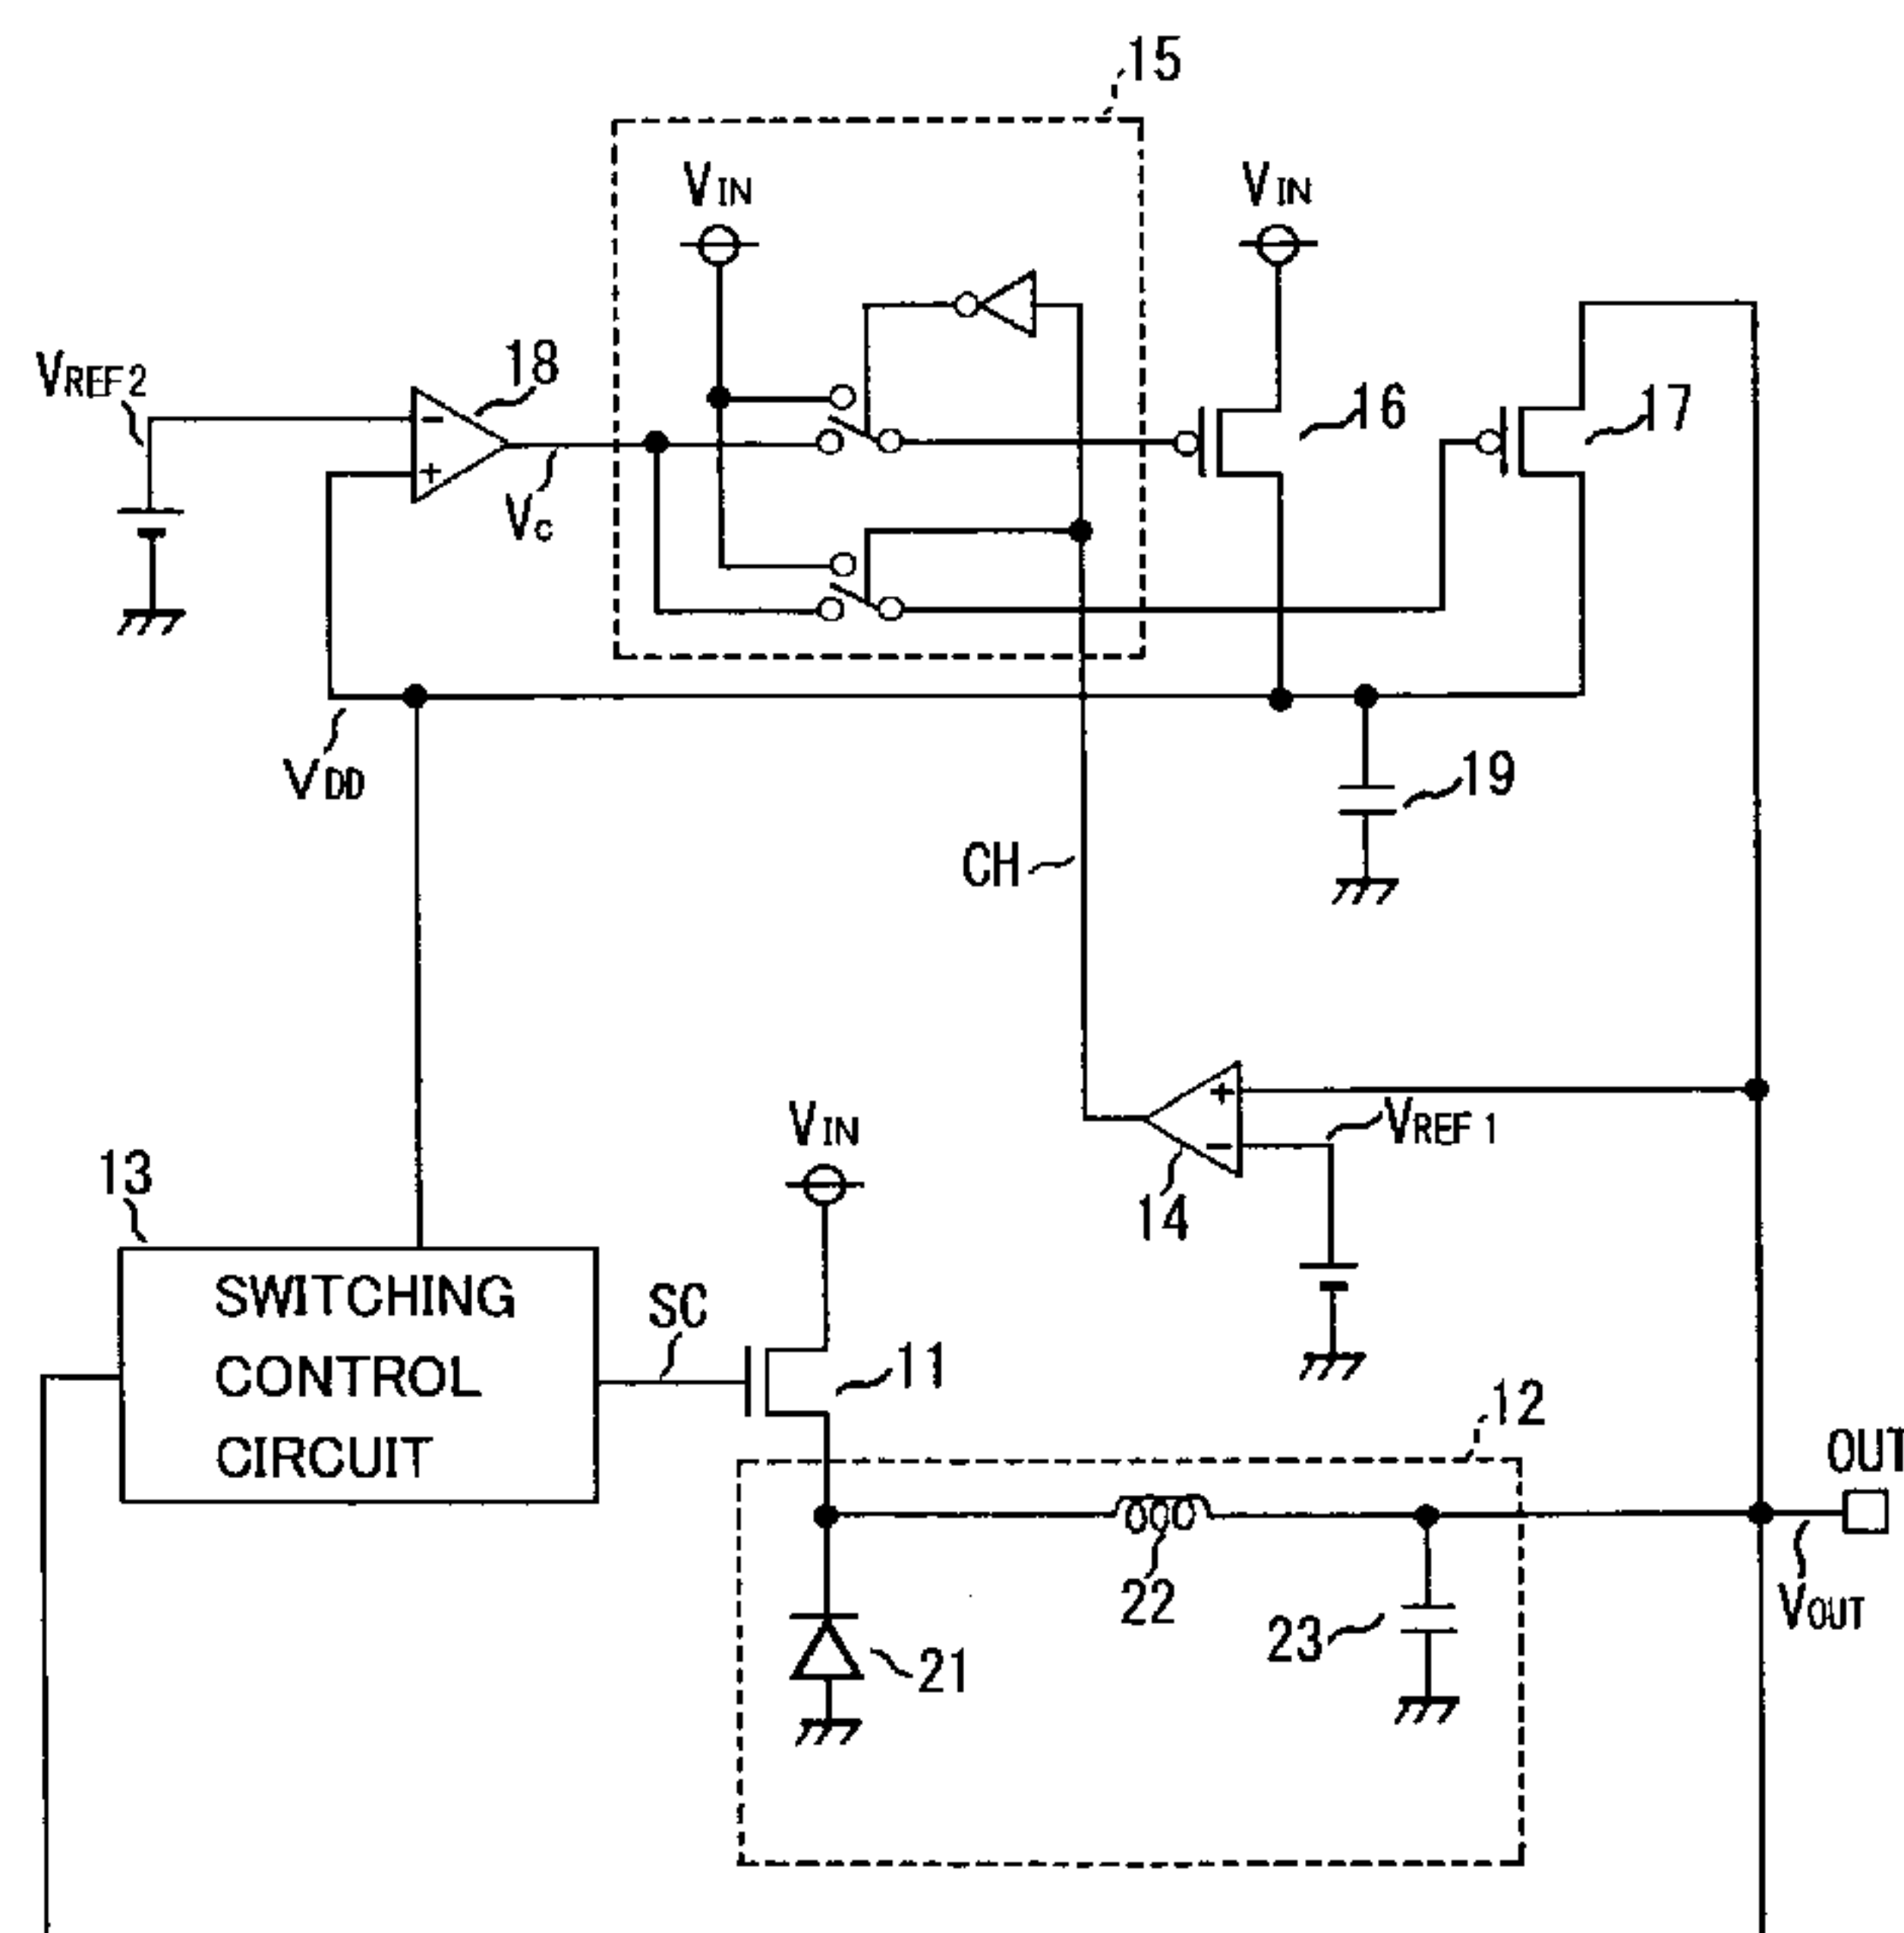 15
VIN
VIN
VREF2
18
16
17
−
+
VC
VDD
19
CH
+
VREF1
−
14
VIN
13
SWITCHING
CONTROL
CIRCUIT
SC
11
12
OUT
22
23
VOUT
21